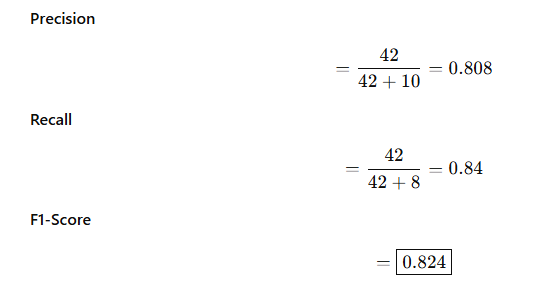 Precision
= 42 / 42 + 10 = 0.808
Recall
= 42 / 42 + 8 = 0.84
F1-Score
= 0.824